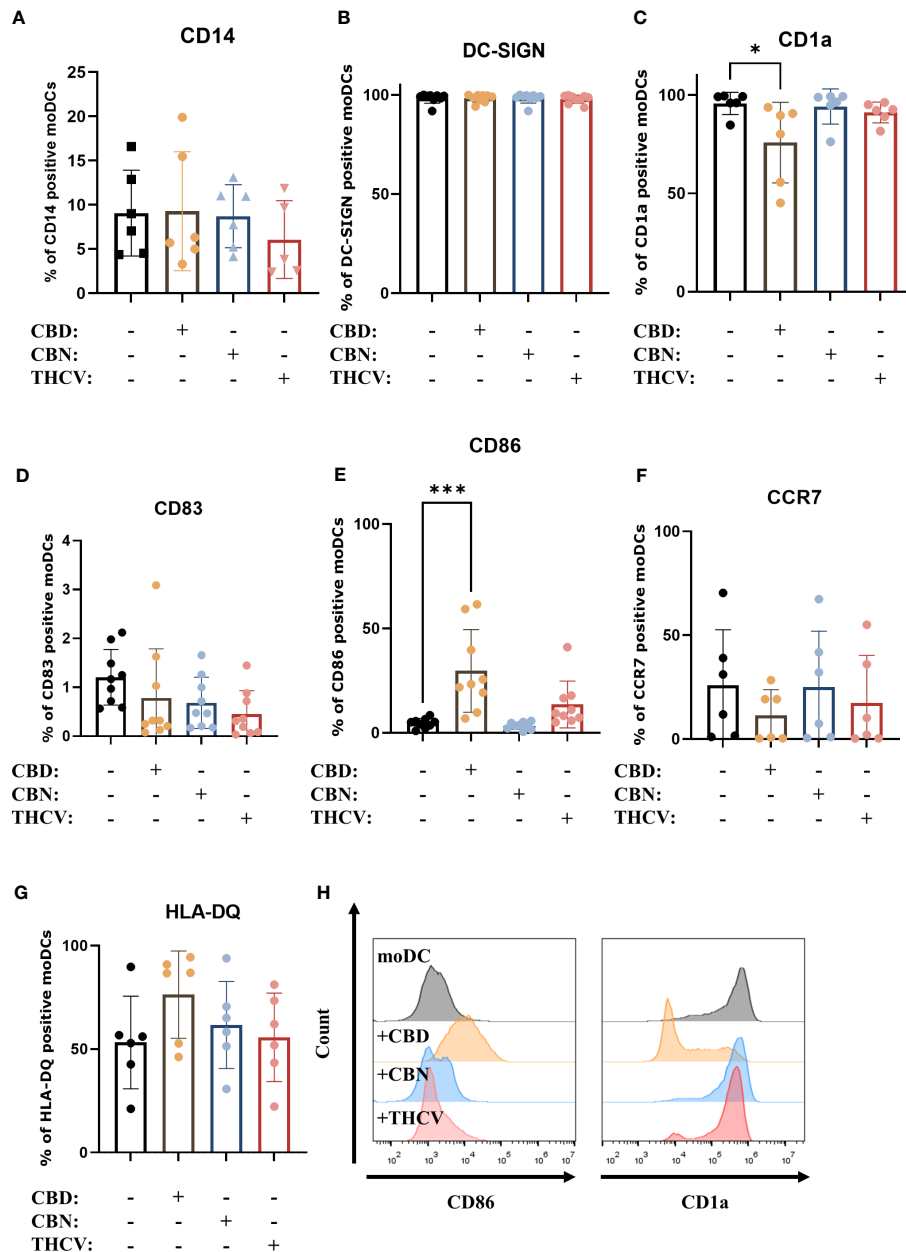 A
CD14
% of CD14 positive moDCs
25
20
15
10
5
0
CBD: - + - -
CBN: - - + -
THCV: - - - +
B
DC-SIGN
% of DC-SIGN positive moDCs
100
50
0
- + - -
- - + -
- - - +
C
CD1a
*
% of CD1a positive moDCs
100
50
0
CBD: - + - -
CBN: - - + -
THCV: - - - +
D
CD83
% of CD83 positive moDCs
4
3
2
1
0
CBD: - + - -
CBN: - - + -
THCV: - - - +
E
CD86
***
% of CD86 positive moDCs
100
50
0
CBD: - + - -
CBN: - - + -
THCV: - - - +
F
CCR7
% of CCR7 positive moDCs
100
50
0
CBD: - + - -
CBN: - - + -
THCV: - - - +
G
HLA-DQ
% of HLA-DQ positive moDCs
100
50
0
CBD: - + - -
CBN: - - + -
THCV: - - - +
H
Count
moDC
+CBD
+CBN
+THCV
10² 10³ 10⁴ 10⁵ 10⁶ 10⁷
CD86
10² 10³ 10⁴ 10⁵ 10⁶ 10⁷
CD1a